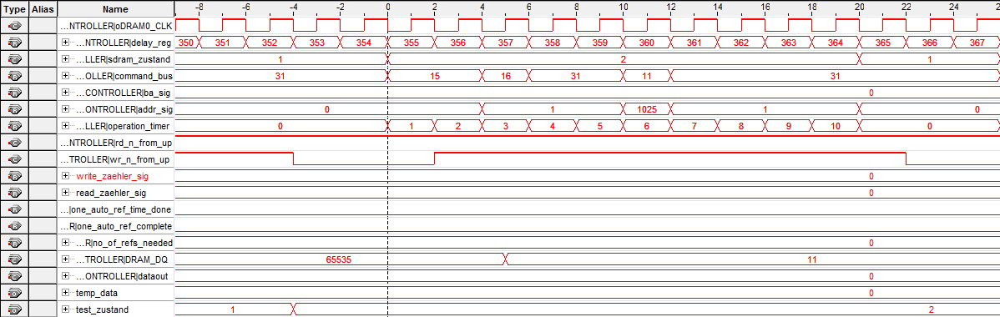 Type Alias Name -8 -6 -4 -2 0 2 4 6 8 10 12 14 16 18 20 22 24 2
...NTROLLER|oDRAM0_CLK
...NTROLLER|delay_reg 350 351 352 353 354 355 356 357 358 359 360 361 362 363 364 365 366 367
...LLER|sdram_zustand 1 2 1
...OLLER|command_bus 31 15 16 31 11 31
...CONTROLLER|ba_sig 0
...ONTROLLER|addr_sig 0 1 1025 1 0
...LLER|operation_timer 0 1 2 3 4 5 6 7 8 9 10 0
...NTROLLER|rd_n_from_up
...TROLLER|wr_n_from_up
write_zaehler_sig 0
read_zaehler_sig 0
...|one_auto_ref_time_done
...R|one_auto_ref_complete
...R|no_of_refs_needed 0
...TROLLER|DRAM_DQ 65535 11
...ONTROLLER|dataout 0
temp_data 0
test_zustand 1 2